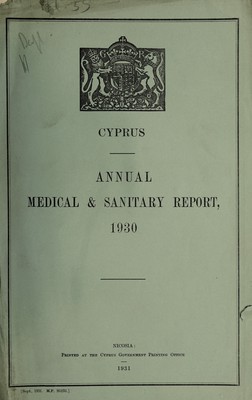 G R
CYPRUS
ANNUAL
MEDICAL & SANITARY REPORT,
1930
NICOSIA:
PRINTED AT THE CYPRUS GOVERNMENT PRINTING OFFICE
1931